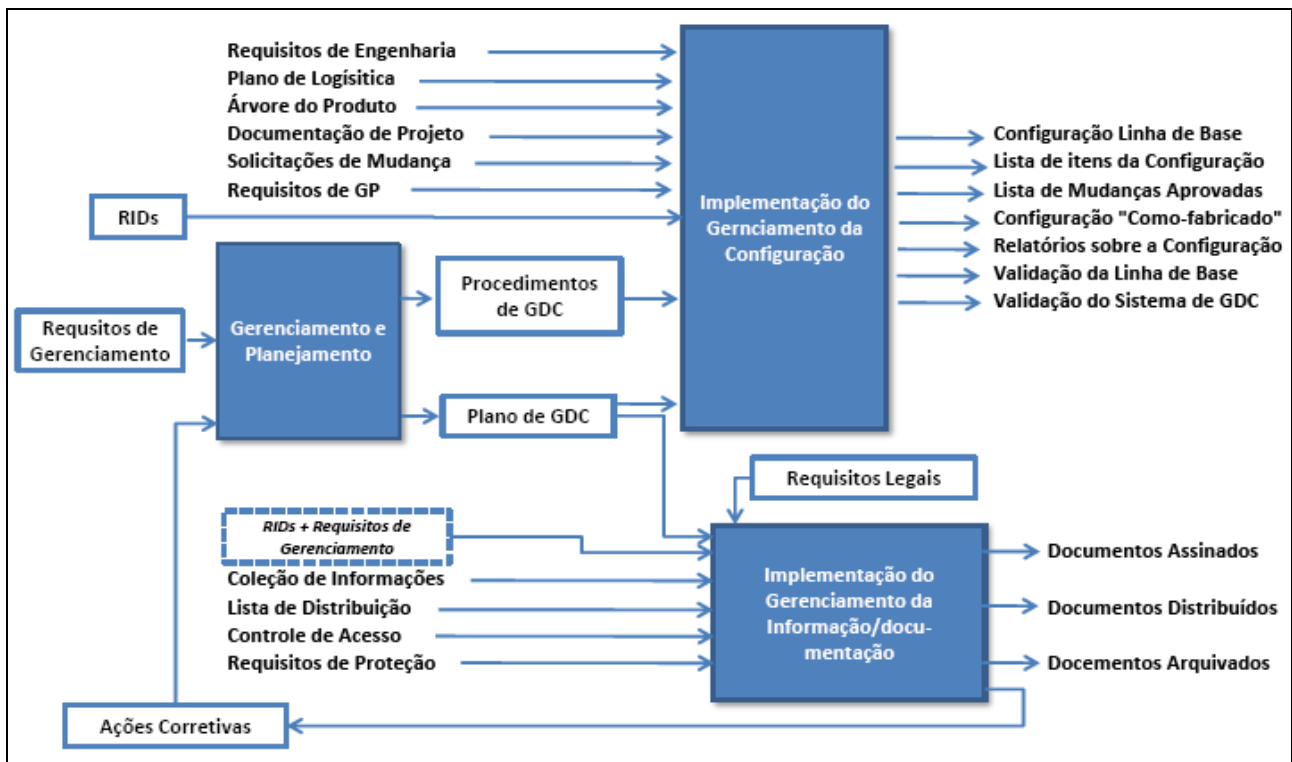 Requisitos de Engenharia
Plano de Logísitica
Árvore do Produto
Documentação de Projeto
Solicitações de Mudança
Requisitos de GP
RIDs
Implementação do
Gernciamento da
Configuração
Configuração Linha de Base
Lista de itens da Configuração
Lista de Mudanças Aprovadas
Configuração "Como-fabricado"
Relatórios sobre a Configuração
Validação da Linha de Base
Validação do Sistema de GDC
Requsitos de
Gerenciamento
Gerenciamento e
Planejamento
Procedimentos
de GDC
Plano de GDC
Requisitos Legais
RIDs + Requisitos de
Gerenciamento
Coleção de Informações
Lista de Distribuição
Controle de Acesso
Requisitos de Proteção
Implementação do
Gerenciamento da
Informação/docu-
mentação
Documentos Assinados
Documentos Distribuídos
Docementos Arquivados
Ações Corretivas